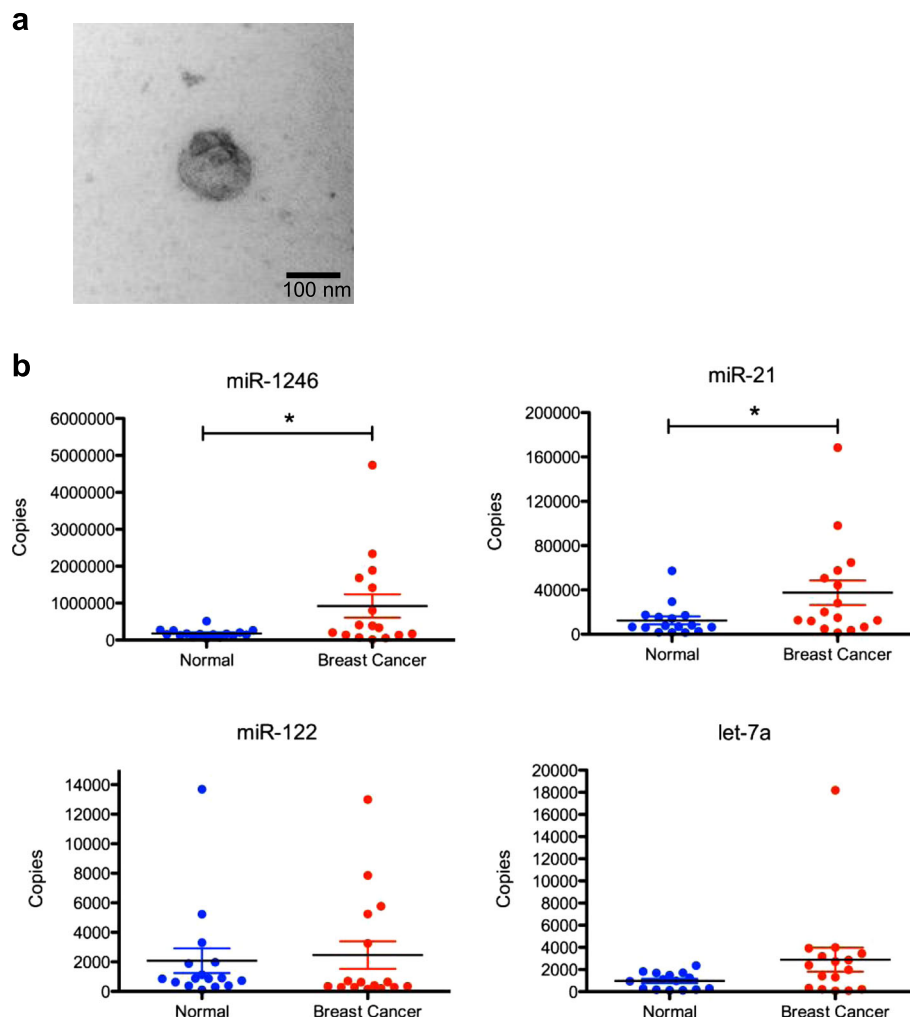 a
100 nm
b
miR-1246
*
Copies
6000000
5000000
4000000
3000000
2000000
1000000
0
Normal
Breast Cancer
miR-21
*
Copies
200000
160000
120000
80000
40000
0
Normal
Breast Cancer
miR-122
Copies
14000
12000
10000
8000
6000
4000
2000
0
Normal
Breast Cancer
let-7a
Copies
20000
18000
16000
14000
12000
10000
8000
6000
4000
2000
0
Normal
Breast Cancer